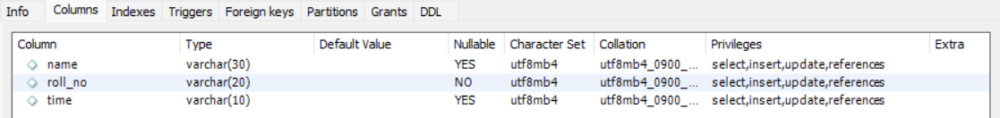 Info Columns Indexes Triggers Foreign keys Partitions Grants DDL
Column Type Default Value Nullable Character Set Collation Privileges Extra
name varchar(30) YES utf8mb4 utf8mb4_0900_... select,insert,update,references
roll_no varchar(20) NO utf8mb4 utf8mb4_0900_... select,insert,update,references
time varchar(10) YES utf8mb4 utf8mb4_0900_... select,insert,update,references